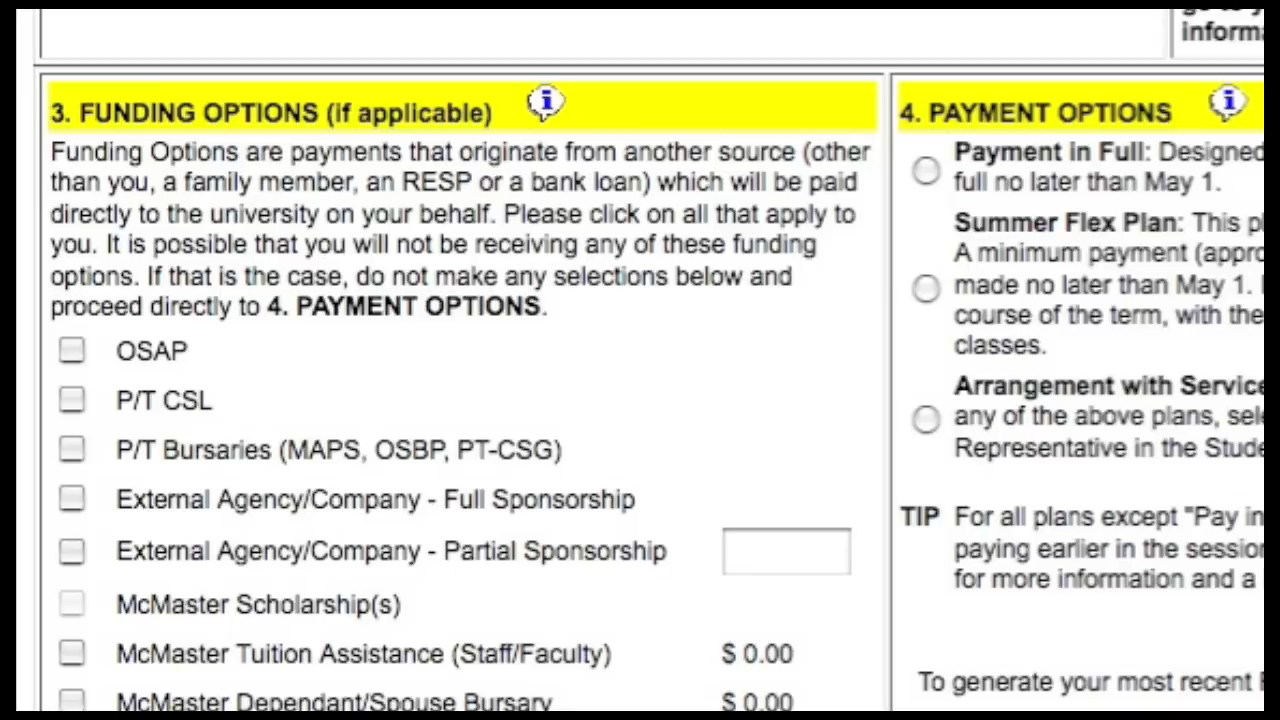 informa
3. FUNDING OPTIONS (if applicable)
Funding Options are payments that originate from another source (other
than you, a family member, an RESP or a bank loan) which will be paid
directly to the university on your behalf. Please click on all that apply to
you. It is possible that you will not be receiving any of these funding
options. If that is the case, do not make any selections below and
proceed directly to 4. PAYMENT OPTIONS.
OSAP
P/T CSL
P/T Bursaries (MAPS, OSBP, PT-CSG)
External Agency/Company - Full Sponsorship
External Agency/Company - Partial Sponsorship
McMaster Scholarship(s)
McMaster Tuition Assistance (Staff/Faculty) $ 0.00
McMaster Dependant/Spouse Bursary $ 0.00
4. PAYMENT OPTIONS
Payment in Full: Designed
full no later than May 1.
Summer Flex Plan: This pl
A minimum payment (appro
made no later than May 1.
course of the term, with the
classes.
Arrangement with Service
any of the above plans, sele
Representative in the Stude
TIP For all plans except "Pay in
paying earlier in the session
for more information and a
To generate your most recent